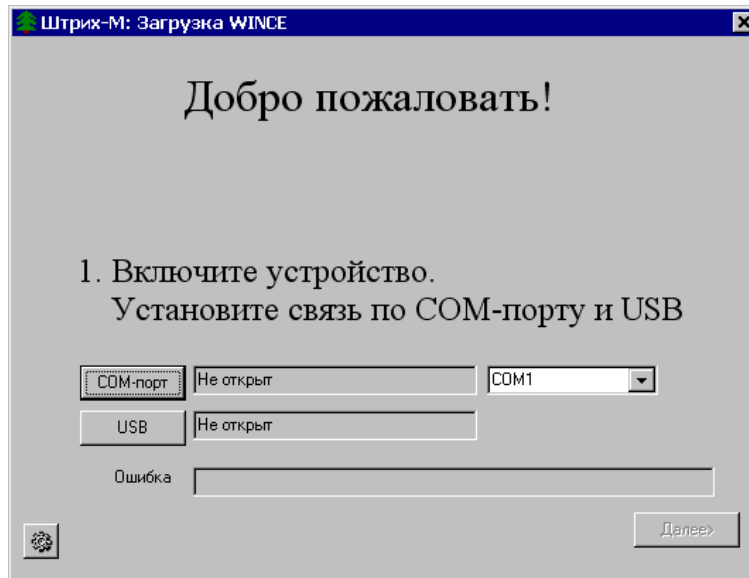 Штрих-М: Загрузка WINCE
Добро пожаловать!
1. Включите устройство.
Установите связь по COM-порту и USB
COM-порт Не открыт COM1
USB Не открыт
Ошибка
Далее>